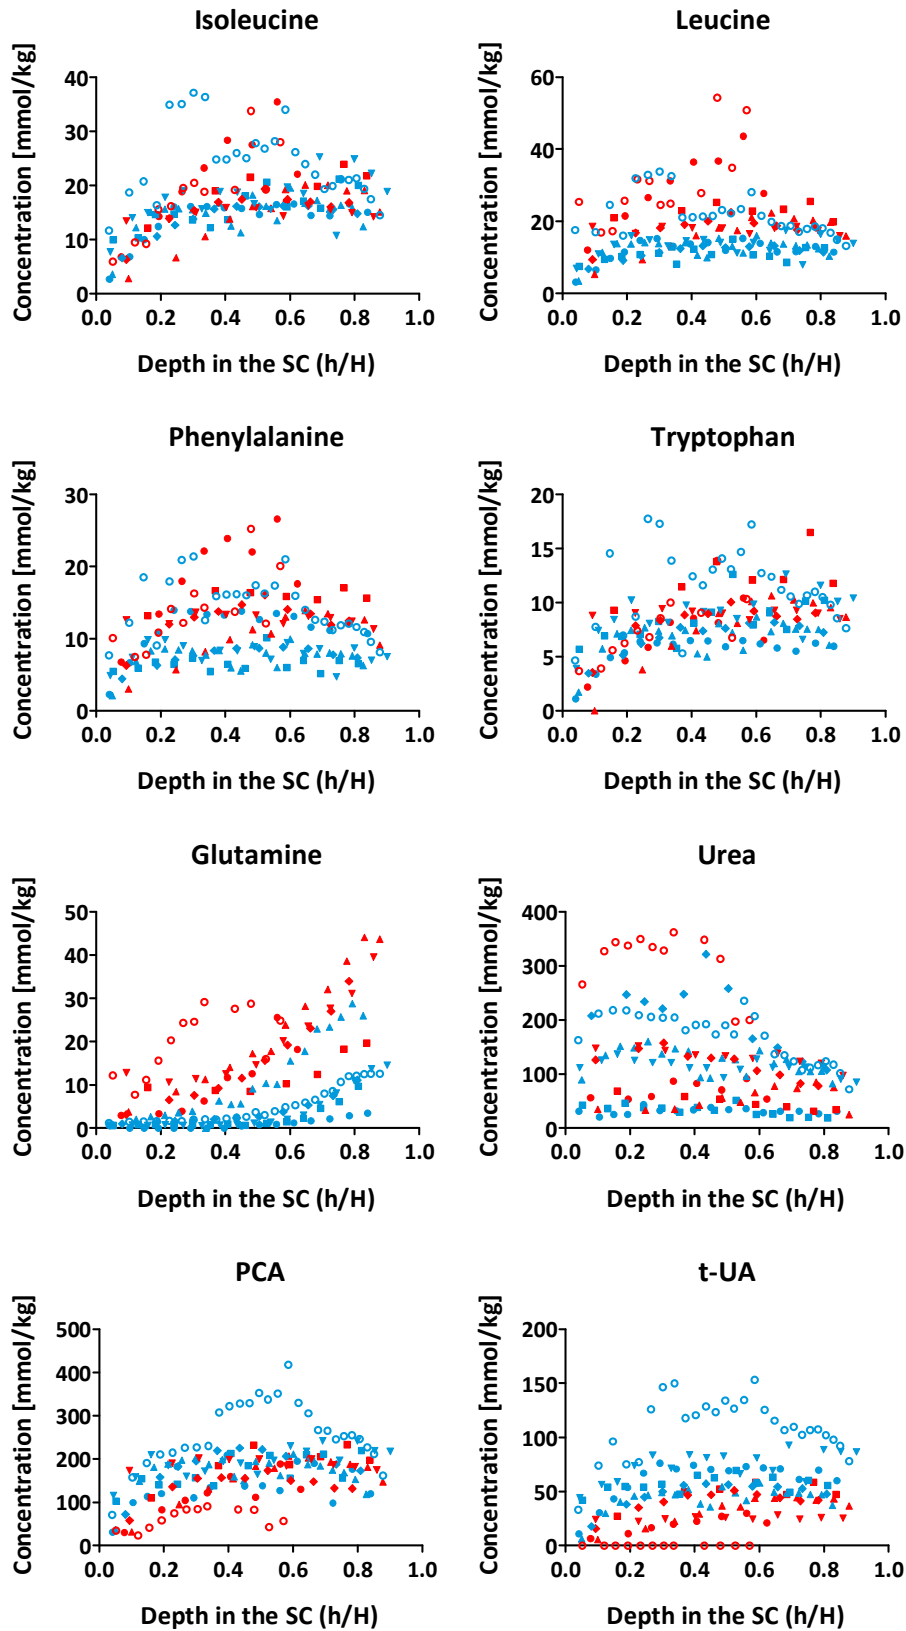 Isoleucine
Concentration [mmol/kg]
40
30
20
10
0
0.0 0.2 0.4 0.6 0.8 1.0
Depth in the SC (h/H)
Leucine
Concentration [mmol/kg]
60
40
20
0
0.0 0.2 0.4 0.6 0.8 1.0
Depth in the SC (h/H)
Phenylalanine
Concentration [mmol/kg]
30
20
10
0
0.0 0.2 0.4 0.6 0.8 1.0
Depth in the SC (h/H)
Tryptophan
Concentration [mmol/kg]
20
15
10
5
0
0.0 0.2 0.4 0.6 0.8 1.0
Depth in the SC (h/H)
Glutamine
Concentration [mmol/kg]
50
40
30
20
10
0
0.0 0.2 0.4 0.6 0.8 1.0
Depth in the SC (h/H)
Urea
Concentration [mmol/kg]
400
300
200
100
0
0.0 0.2 0.4 0.6 0.8 1.0
Depth in the SC (h/H)
PCA
Concentration [mmol/kg]
500
400
300
200
100
0
0.0 0.2 0.4 0.6 0.8 1.0
Depth in the SC (h/H)
t-UA
Concentration [mmol/kg]
200
150
100
50
0
0.0 0.2 0.4 0.6 0.8 1.0
Depth in the SC (h/H)